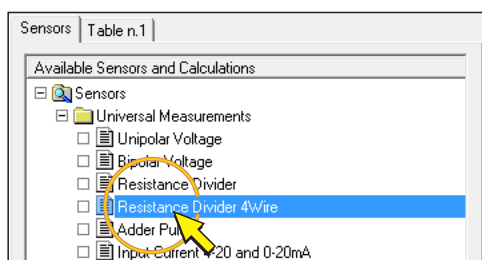 Sensors Table n.1
Available Sensors and Calculations
Sensors
Universal Measurements
Unipolar Voltage
Bipolar Voltage
Resistance Divider
Resistance Divider 4Wire
Adder
Input Current 4-20 and 0-20mA